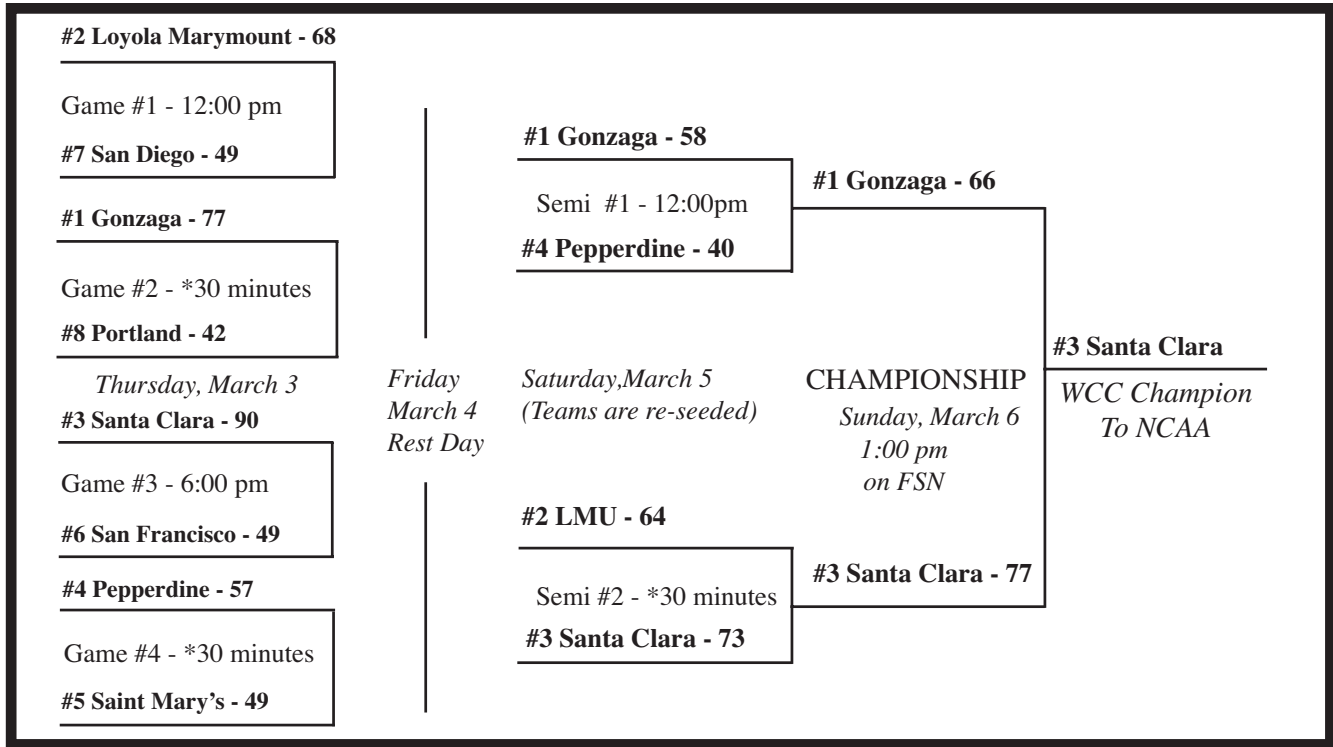 #2 Loyola Marymount - 68
Game #1 - 12:00 pm
#7 San Diego - 49
#1 Gonzaga - 77
Game #2 - *30 minutes
#8 Portland - 42
Thursday, March 3
#3 Santa Clara - 90
Game #3 - 6:00 pm
#6 San Francisco - 49
#4 Pepperdine - 57
Game #4 - *30 minutes
#5 Saint Mary’s - 49
Friday
March 4
Rest Day
#1 Gonzaga - 58
Semi #1 - 12:00pm
#4 Pepperdine - 40
Saturday,March 5
(Teams are re-seeded)
#2 LMU - 64
Semi #2 - *30 minutes
#3 Santa Clara - 73
#1 Gonzaga - 66
CHAMPIONSHIP
Sunday, March 6
1:00 pm
on FSN
#3 Santa Clara - 77
#3 Santa Clara
WCC Champion
To NCAA